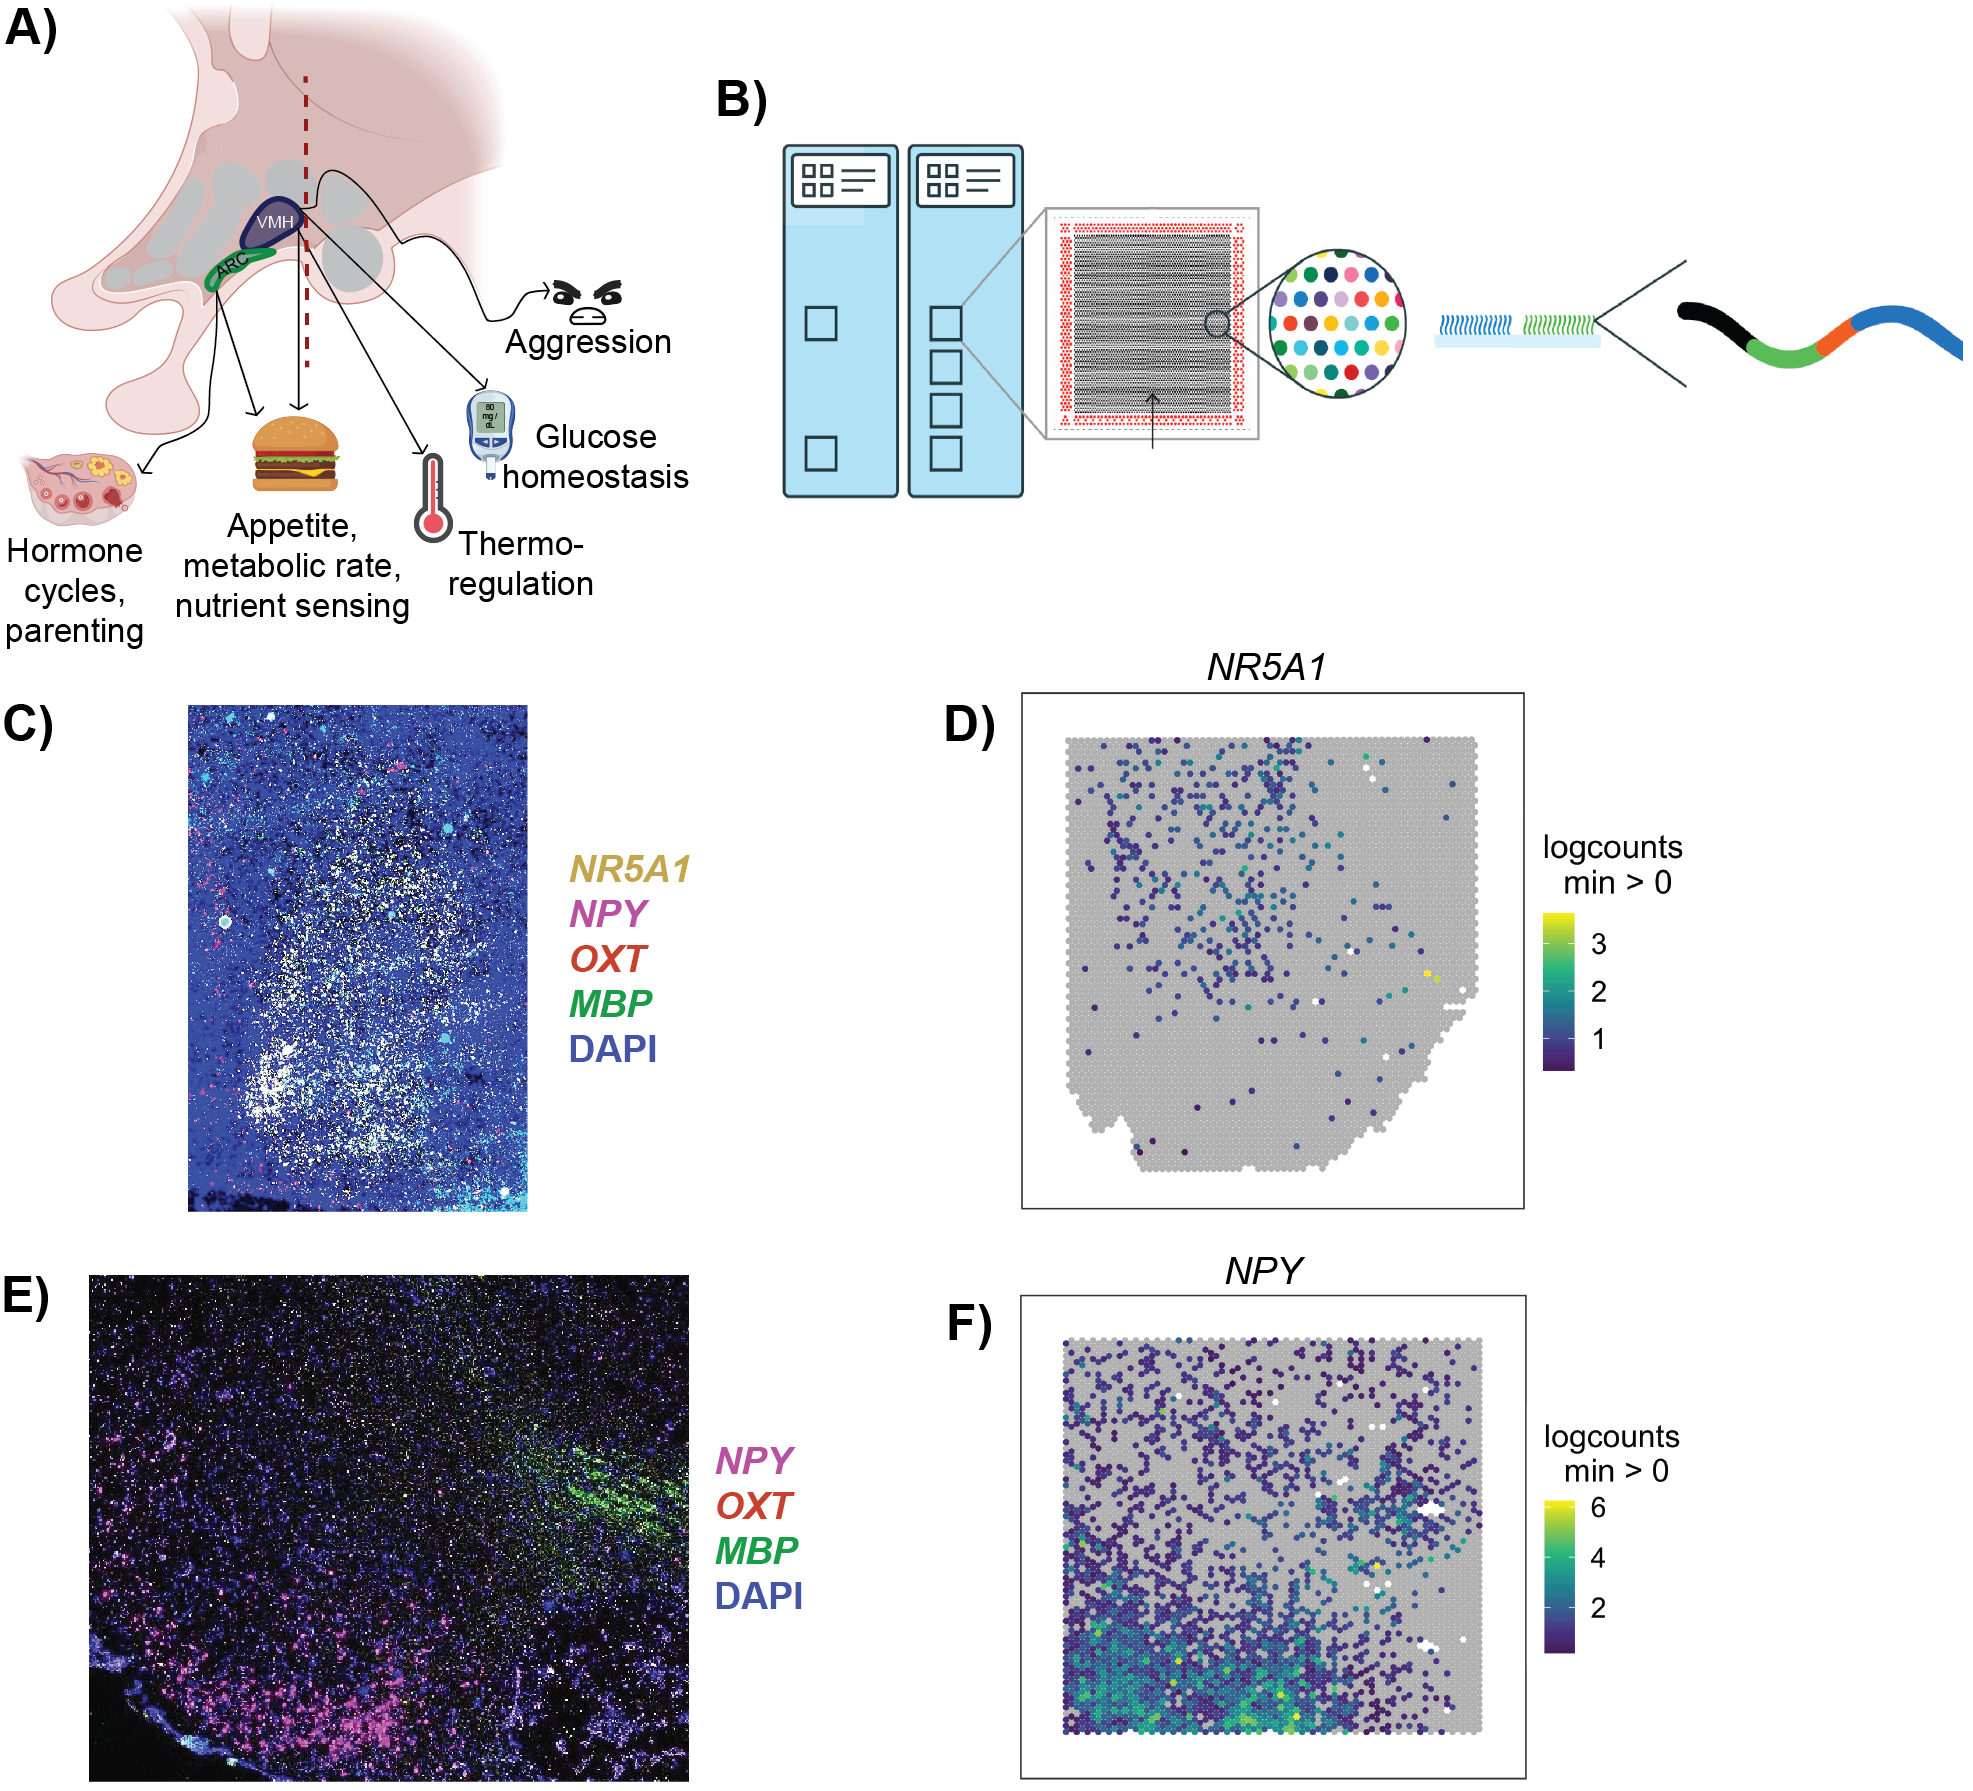 A)
VMH
ARC
Aggression
80
mg/
dL
Glucose
homeostasis
Thermo-
regulation
Appetite,
metabolic rate,
nutrient sensing
Hormone
cycles,
parenting
B)
C)
NR5A1
NPY
OXT
MBP
DAPI
D)
NR5A1
logcounts
min > 0
3
2
1
E)
NPY
OXT
MBP
DAPI
F)
NPY
logcounts
min > 0
6
4
2